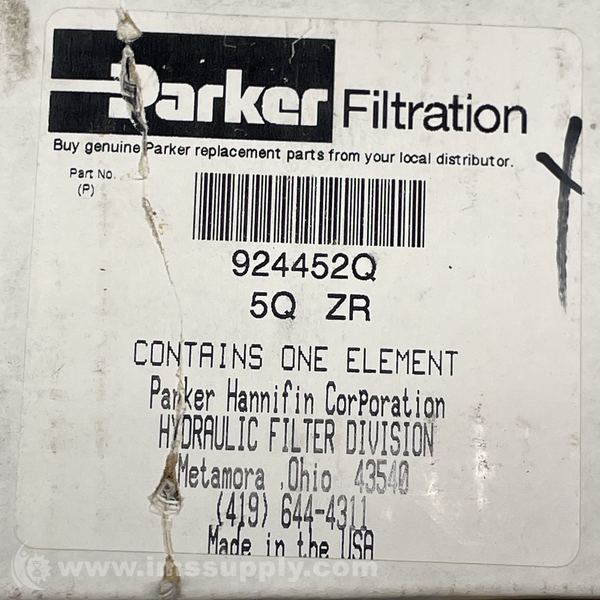 Parker Filtration
Buy genuine Parker replacement parts from your local distributor.
Part No.
(P)
924452Q
5Q ZR
CONTAINS ONE ELEMENT
Parker Hannifin CorPoration
HYDRAULIC FILTER DIVISION
Metamora ,Ohio 43540
(419) 644-4311
Made in the USA
www.imssupply.com